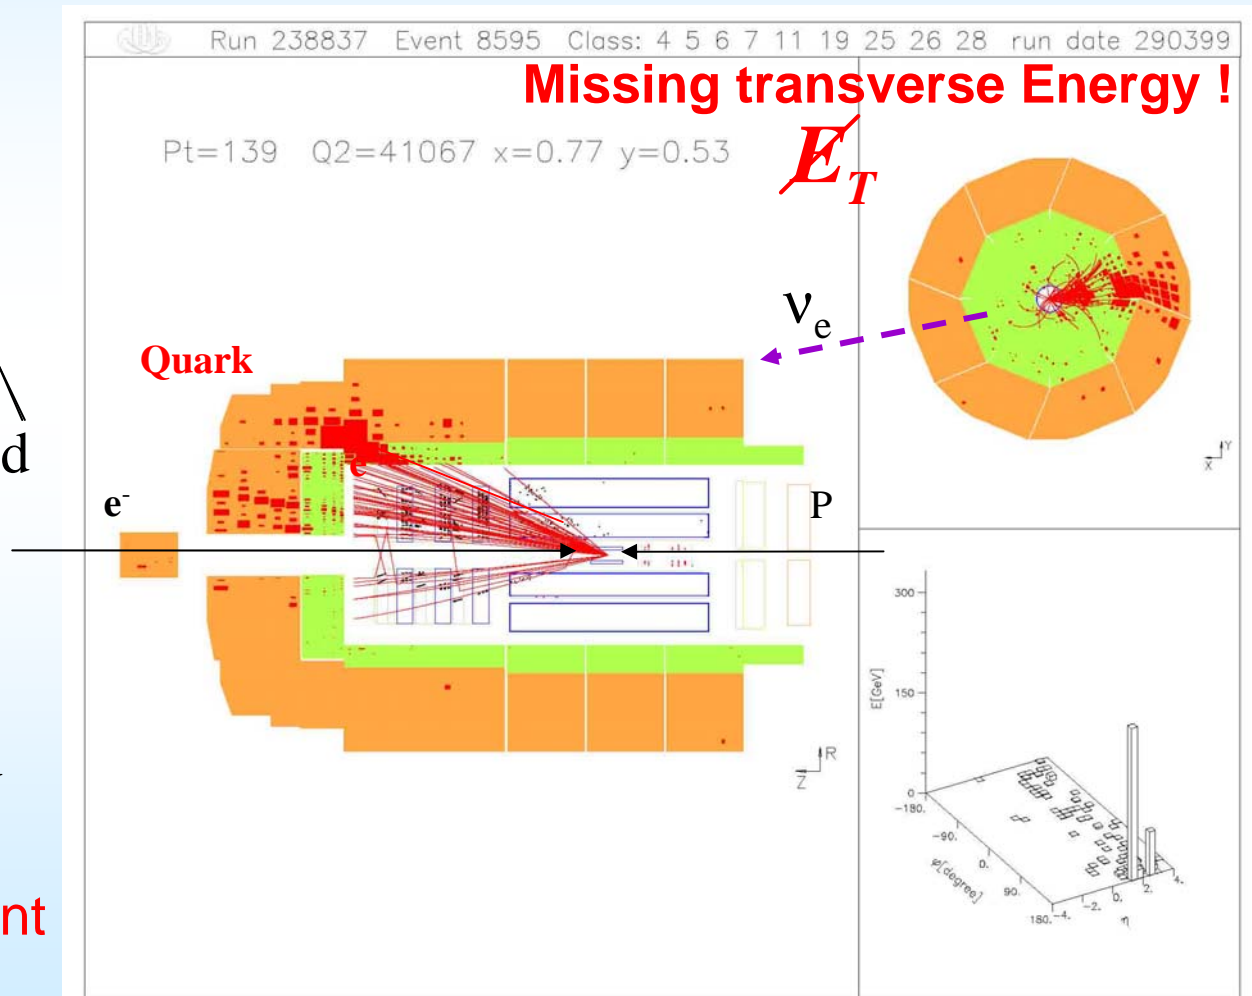 Run 238837 Event 8595 Class: 4 5 6 7 11 19 25 26 28 run date 290399
Missing transverse Energy !
Pt=139 Q2=41067 x=0.77 y=0.53
E_T
ν_e
Quark
d
e⁻
P
Y
X
R
Z
E[GeV]
300
150
0
-180.
-90.
0.
90.
180.
φ[degree]
-4.
-2.
0.
2.
4.
η
nt